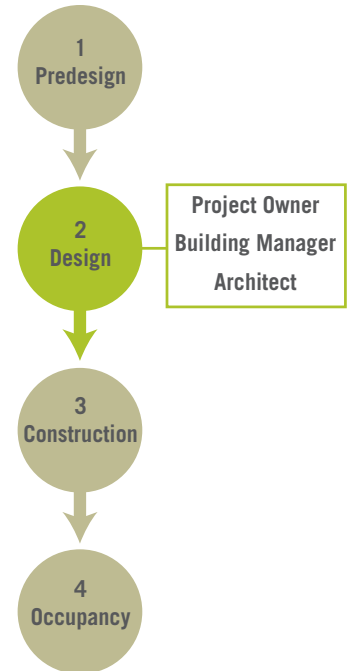 1
Predesign
2
Design
Project Owner
Building Manager
Architect
3
Construction
4
Occupancy